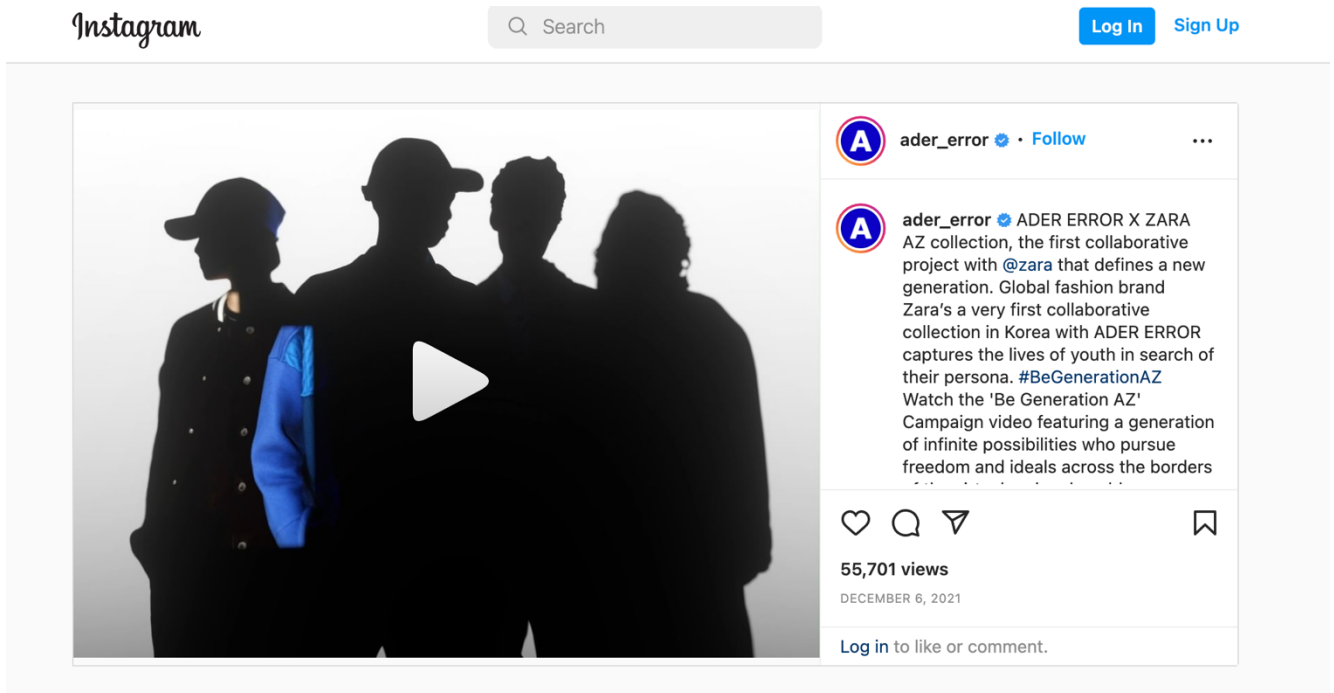 Instagram
Search
Log In
Sign Up
A
ader_error · Follow
A
ader_error ADER ERROR X ZARA
AZ collection, the first collaborative
project with @zara that defines a new
generation. Global fashion brand
Zara’s a very first collaborative
collection in Korea with ADER ERROR
captures the lives of youth in search of
their persona. #BeGenerationAZ
Watch the 'Be Generation AZ'
Campaign video featuring a generation
of infinite possibilities who pursue
freedom and ideals across the borders
55,701 views
DECEMBER 6, 2021
Log in to like or comment.